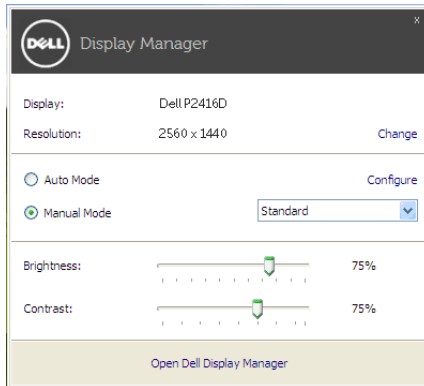 x
DELL Display Manager
Display: Dell P2416D
Resolution: 2560 x 1440 Change
Auto Mode Configure
Manual Mode Standard
Brightness: 75%
Contrast: 75%
Open Dell Display Manager